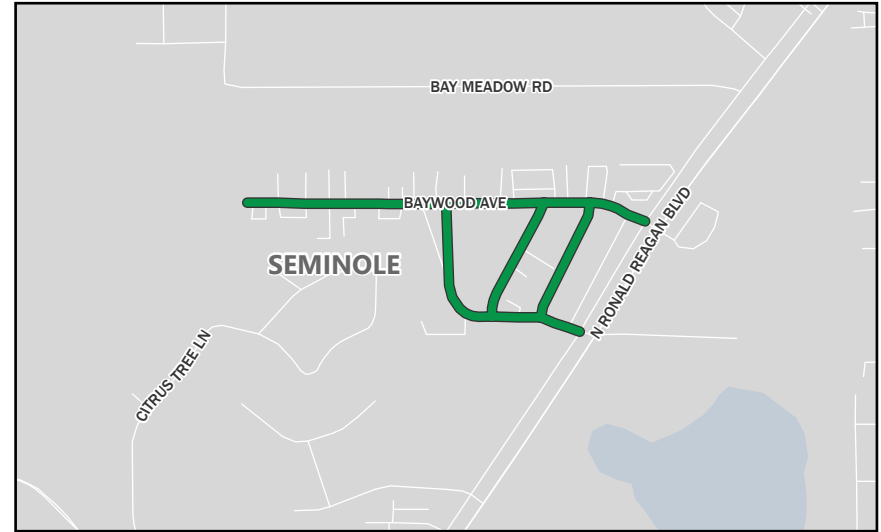 BAY MEADOW RD
BAYWOOD AVE
N RONALD REAGAN BLVD
SEMINOLE
CITRUS TREE LN